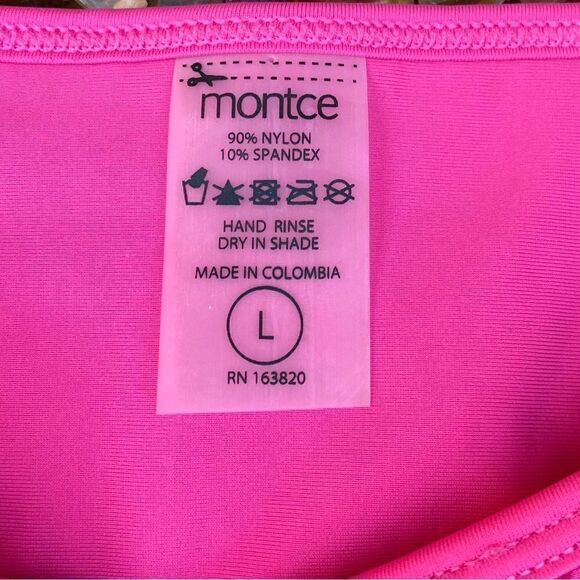 montce
90% NYLON
10% SPANDEX
HAND RINSE
DRY IN SHADE
MADE IN COLOMBIA
L
RN 163820